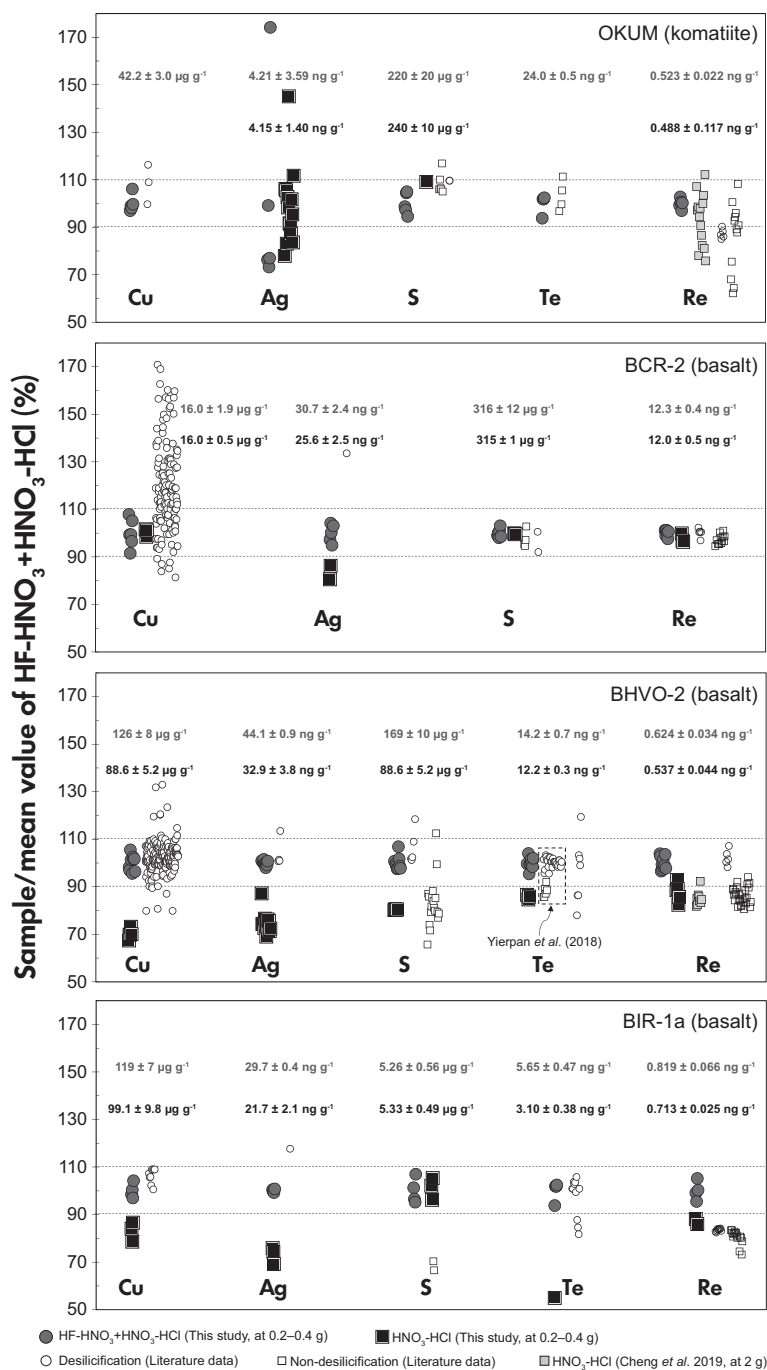 Sample/mean value of HF-HNO3+HNO3-HCl (%)
OKUM (komatiite)
170
150
130
110
90
70
50
42.2 ± 3.0 µg g-1
4.21 ± 3.59 ng g-1
220 ± 20 µg g-1
24.0 ± 0.5 ng g-1
0.523 ± 0.022 ng g-1
4.15 ± 1.40 ng g-1
240 ± 10 µg g-1
0.488 ± 0.117 ng g-1
Cu
Ag
S
Te
Re
BCR-2 (basalt)
170
150
130
110
90
70
50
16.0 ± 1.9 µg g-1
30.7 ± 2.4 ng g-1
316 ± 12 µg g-1
12.3 ± 0.4 ng g-1
16.0 ± 0.5 µg g-1
25.6 ± 2.5 ng g-1
315 ± 1 µg g-1
12.0 ± 0.5 ng g-1
Cu
Ag
S
Re
BHVO-2 (basalt)
170
150
130
110
90
70
50
126 ± 8 µg g-1
44.1 ± 0.9 ng g-1
169 ± 10 µg g-1
14.2 ± 0.7 ng g-1
0.624 ± 0.034 ng g-1
88.6 ± 5.2 µg g-1
32.9 ± 3.8 ng g-1
88.6 ± 5.2 µg g-1
12.2 ± 0.3 ng g-1
0.537 ± 0.044 ng g-1
Yierpan et al. (2018)
Cu
Ag
S
Te
Re
BIR-1a (basalt)
170
150
130
110
90
70
50
119 ± 7 µg g-1
29.7 ± 0.4 ng g-1
5.26 ± 0.56 µg g-1
5.65 ± 0.47 ng g-1
0.819 ± 0.066 ng g-1
99.1 ± 9.8 µg g-1
21.7 ± 2.1 ng g-1
5.33 ± 0.49 µg g-1
3.10 ± 0.38 ng g-1
0.713 ± 0.025 ng g-1
Cu
Ag
S
Te
Re
HF-HNO3+HNO3-HCl (This study, at 0.2–0.4 g)
HNO3-HCl (This study, at 0.2–0.4 g)
Desilicification (Literature data)
Non-desilicification (Literature data)
HNO3-HCl (Cheng et al. 2019, at 2 g)